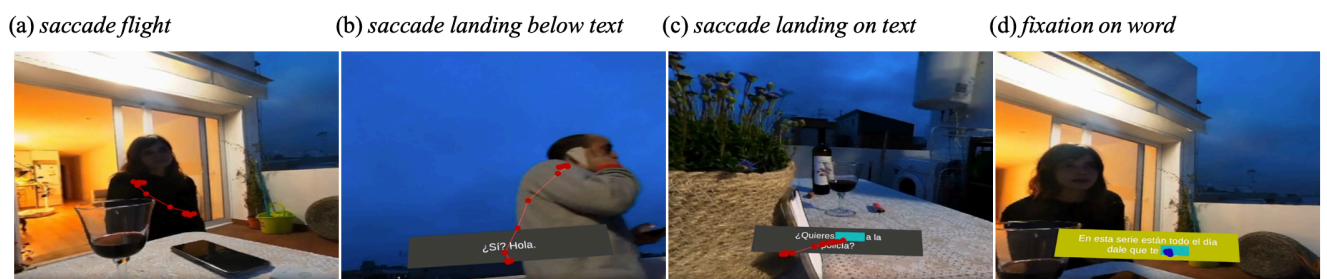 (a) saccade flight
(b) saccade landing below text
(c) saccade landing on text
(d) fixation on word
¿Sí? Hola.
¿Quieres a la
policía?
En esta serie están todo el día
dale que te